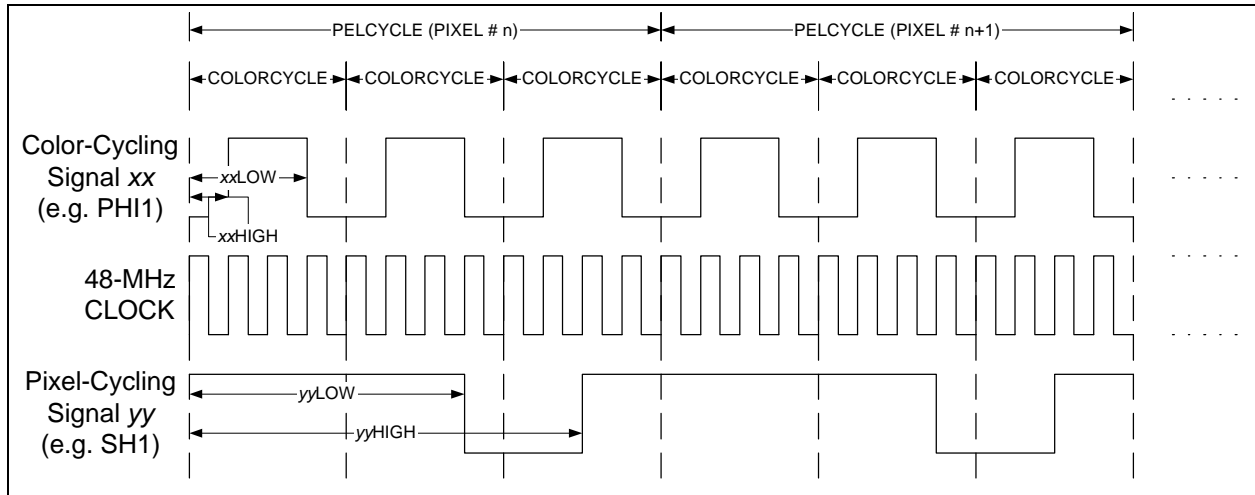 PELCYCLE (PIXEL # n) PELCYCLE (PIXEL # n+1)
COLORCYCLE COLORCYCLE COLORCYCLE COLORCYCLE COLORCYCLE COLORCYCLE
Color-Cycling
Signal xx
(e.g. PHI1)
xxLOW
xxHIGH
48-MHz
CLOCK
Pixel-Cycling
Signal yy
(e.g. SH1)
yyLOW
yyHIGH